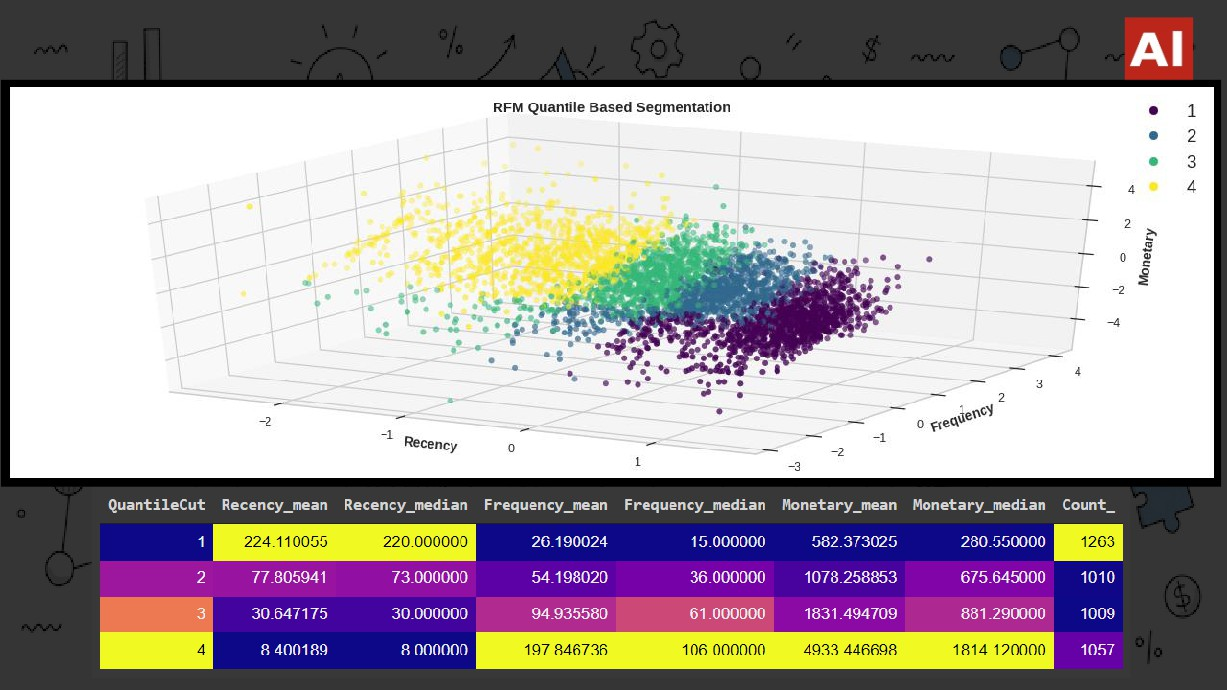 AI
RFM Quantile Based Segmentation
1
2
3
4
4
2
0
−2
−4
Monetary
−2
−1
0
1
Recency
−3
−2
−1
0
1
2
3
4
Frequency
QuantileCut Recency_mean Recency_median Frequency_mean Frequency_median Monetary_mean Monetary_median Count_
1 224.110055 220.000000 26.190024 15.000000 582.373025 280.550000 1263
2 77.805941 73.000000 54.198020 36.000000 1078.258853 675.645000 1010
3 30.647175 30.000000 94.935580 61.000000 1831.494709 881.290000 1009
4 8.400189 8.000000 197.846736 106.000000 4933.446698 1814.120000 1057
%
$
$
%